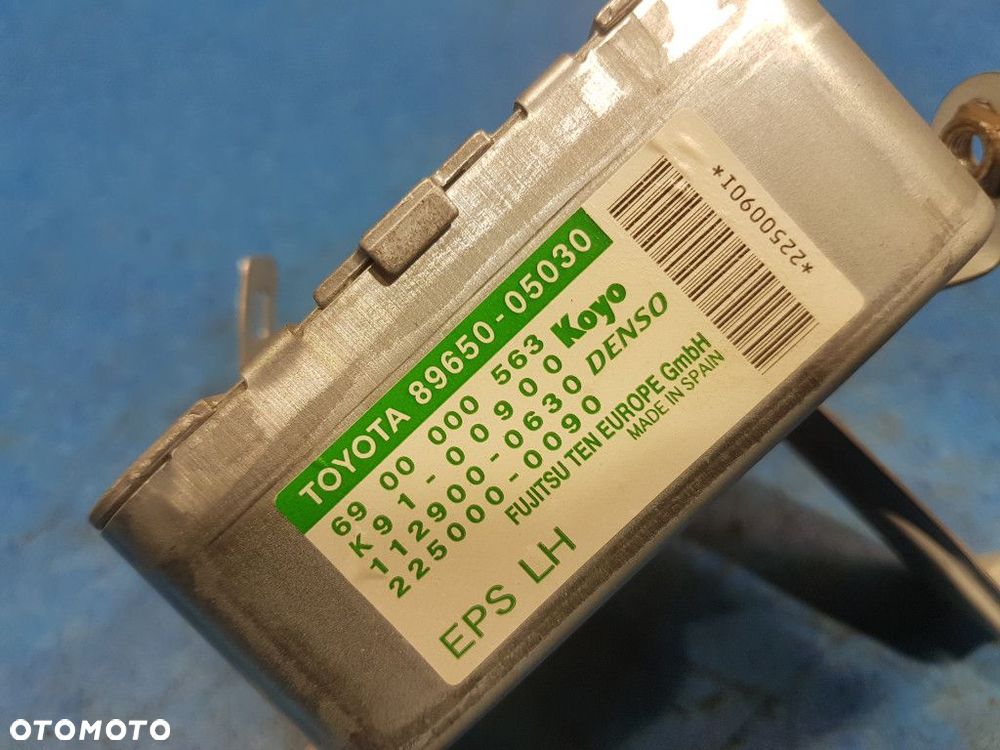 TOYOTA 89650-05030
69 00 000 563 Koyo
K91-00900
112900-0630 DENSO
225000-0090
FUJITSU TEN EUROPE GmbH
MADE IN SPAIN
EPS LH
*22500901*
OTOMOTO